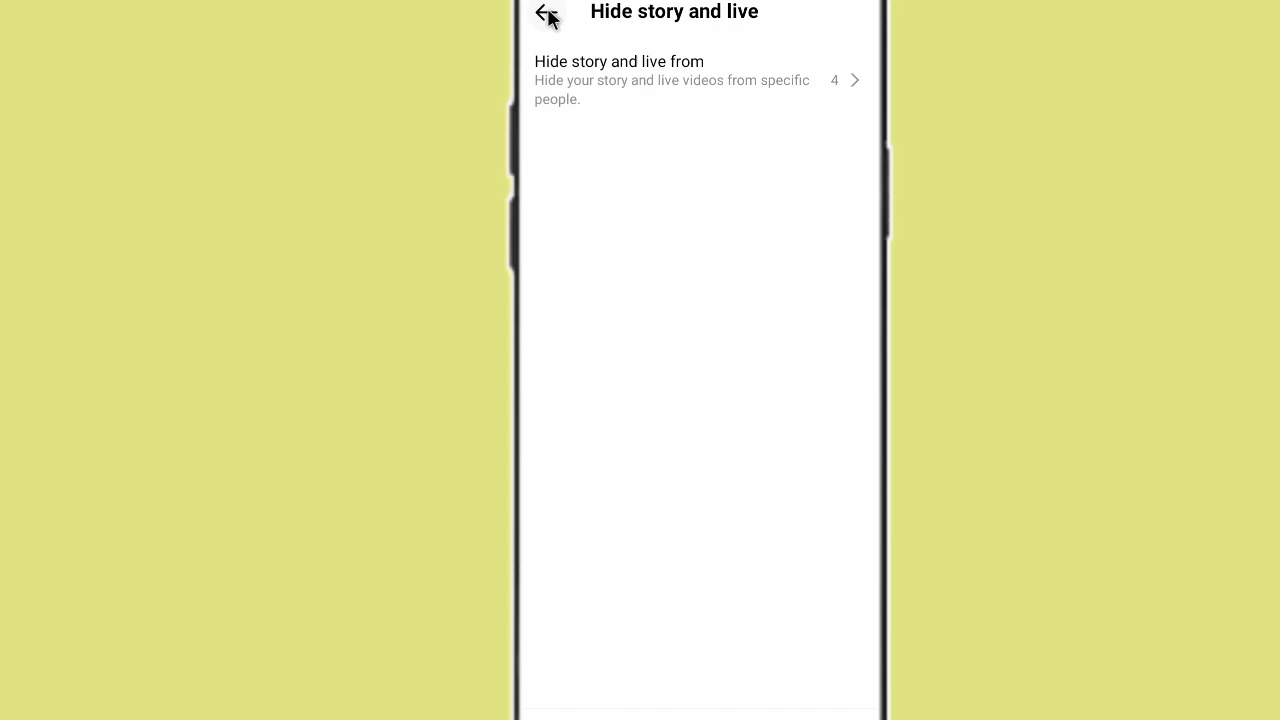 Hide story and live
Hide story and live from
Hide your story and live videos from specific 4
people.